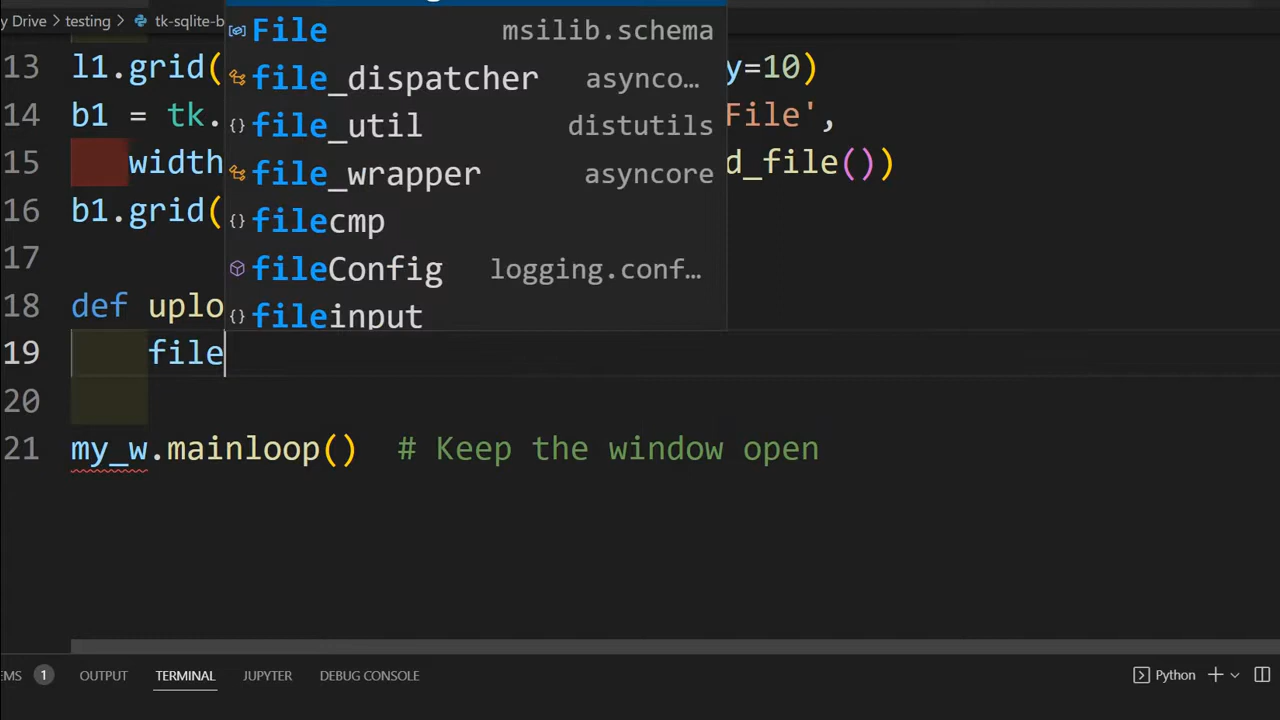 y Drive > testing > tk-sqlite-b
File msilib.schema
13 l1.grid( y=10)
file_dispatcher asynco…
14 b1 = tk. File',
file_util distutils
15 width d_file())
file_wrapper asyncore
16 b1.grid(
filecmp
17
fileConfig logging.conf…
18 def uplo
fileinput
19 file
20
21 my_w.mainloop() # Keep the window open
EMS 1 OUTPUT TERMINAL JUPYTER DEBUG CONSOLE Python